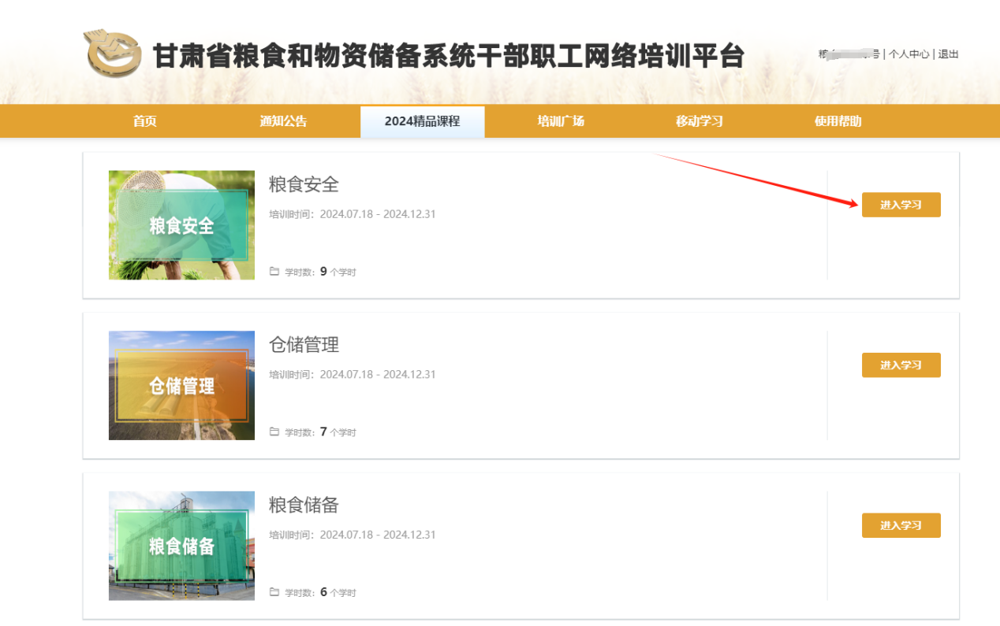 甘肃省粮食和物资储备系统干部职工网络培训平台
号 | 个人中心 | 退出
首页 通知公告 2024精品课程 培训广场 移动学习 使用帮助
粮食安全
粮食安全
培训时间：2024.07.18 - 2024.12.31
进入学习
学时数：9 个学时
仓储管理
仓储管理
培训时间：2024.07.18 - 2024.12.31
进入学习
学时数：7 个学时
粮食储备
粮食储备
培训时间：2024.07.18 - 2024.12.31
进入学习
学时数：6 个学时